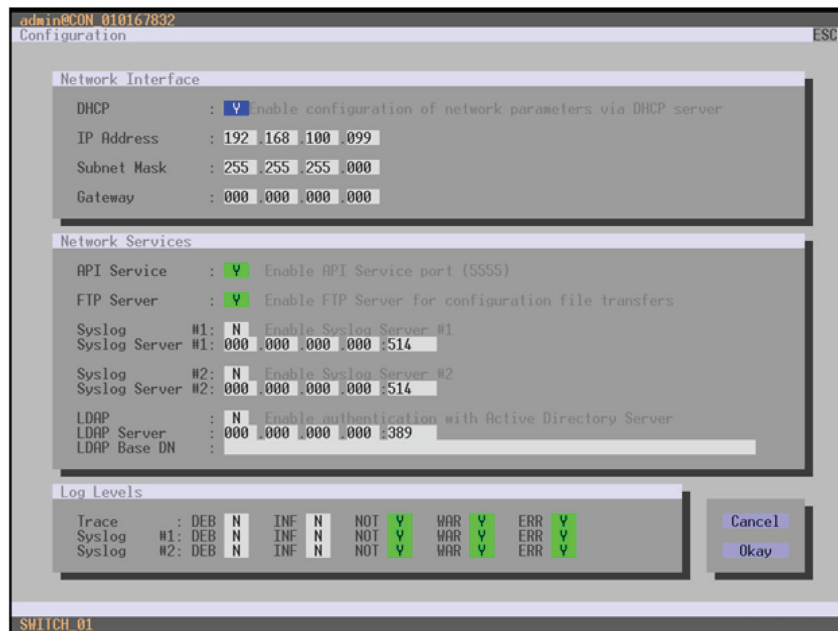 admin@CON_010167832
Configuration ESC
Network Interface
DHCP : Y Enable configuration of network parameters via DHCP server
IP Address : 192 .168 .100 .099
Subnet Mask : 255 .255 .255 .000
Gateway : 000 .000 .000 .000
Network Services
API Service : Y Enable API Service port (5555)
FTP Server : Y Enable FTP Server for configuration file transfers
Syslog #1: N Enable Syslog Server #1
Syslog Server #1: 000 .000 .000 .000 :514
Syslog #2: N Enable Syslog Server #2
Syslog Server #2: 000 .000 .000 .000 :514
LDAP : N Enable authentication with Active Directory Server
LDAP Server : 000 .000 .000 .000 :389
LDAP Base DN :
Log Levels
Trace : DEB N INF N NOT Y WAR Y ERR Y
Syslog #1: DEB N INF N NOT Y WAR Y ERR Y
Syslog #2: DEB N INF N NOT Y WAR Y ERR Y
Cancel
Okay
SWITCH_01